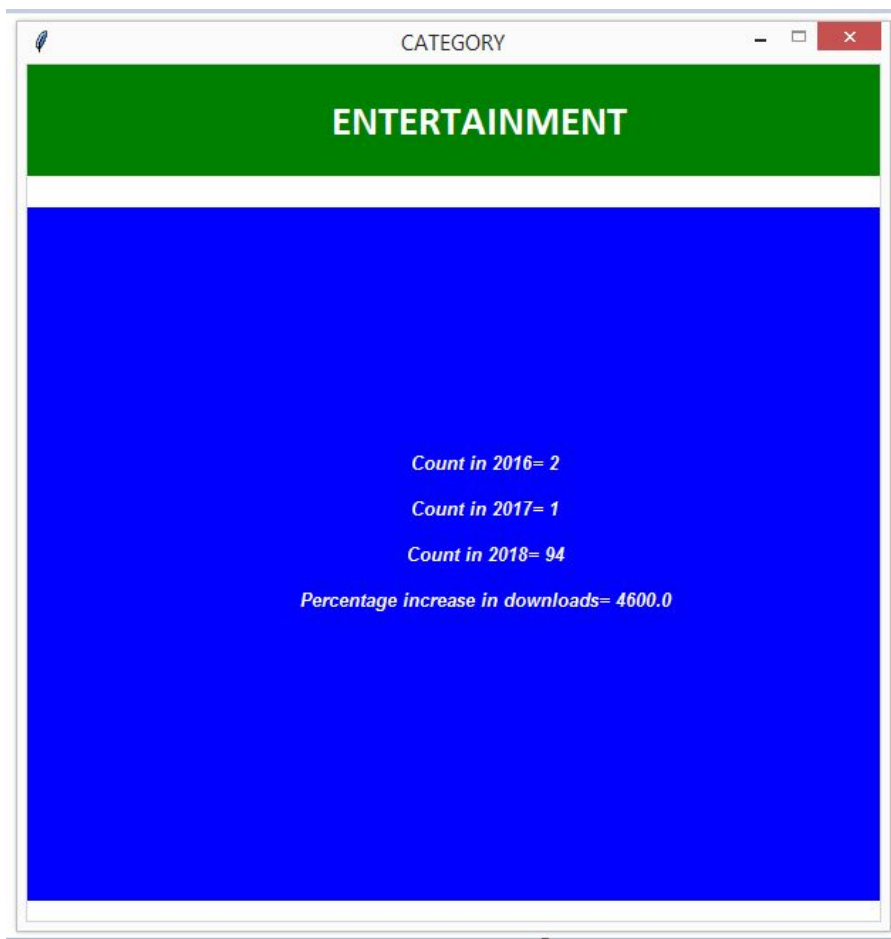 CATEGORY
ENTERTAINMENT
Count in 2016= 2
Count in 2017= 1
Count in 2018= 94
Percentage increase in downloads= 4600.0